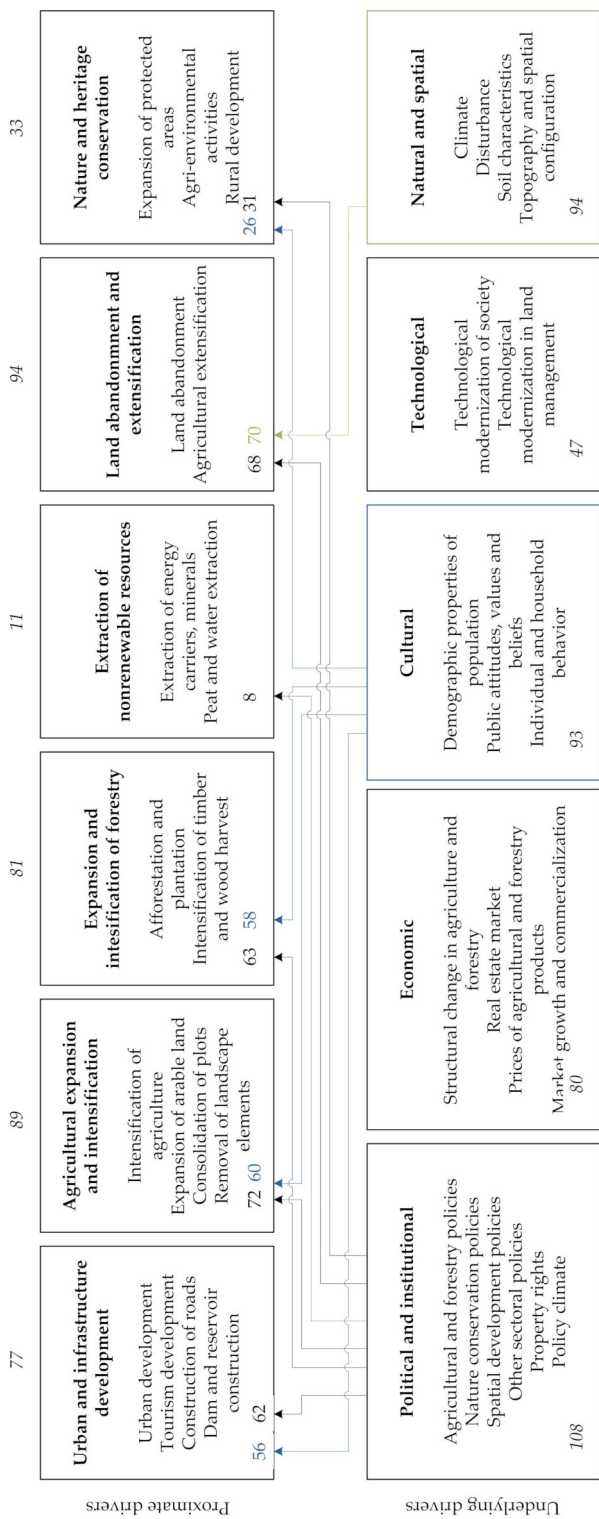 Proximate drivers
77
Urban and infrastructure
development
Urban development
Tourism development
Construction of roads
Dam and reservoir
construction
56 62
89
Agricultural expansion
and intensification
Intensification of
agriculture
Expansion of arable land
Consolidation of plots
Removal of landscape
elements
72 60
81
Expansion and
intesification of forestry
Afforestation and
plantation
Intensification of timber
and wood harvest
63 58
11
Extraction of
nonrenewable resources
Extraction of energy
carriers, minerals
Peat and water extraction
8
94
Land abandonmnent and
extensification
Land abandonment
Agricultural extensification
68 70
33
Nature and heritage
conservation
Expansion of protected
areas
Agri-environmental
activities
Rural development
26 31
Underlying drivers
Political and institutional
Agricultural and forestry policies
Nature conservation policies
Spatial development policies
Other sectoral policies
Property rights
Policy climate
108
Economic
Structural change in agriculture and
forestry
Real estate market
Prices of agricultural and forestry
products
Market growth and commercialization
80
Cultural
Demographic properties of
population
Public attitudes, values and
beliefs
Individual and household
behavior
93
Technological
Technological
modernization of society
Technological
modernization in land
management
47
Natural and spatial
Climate
Disturbance
Soil characteristics
Topography and spatial
configuration
94